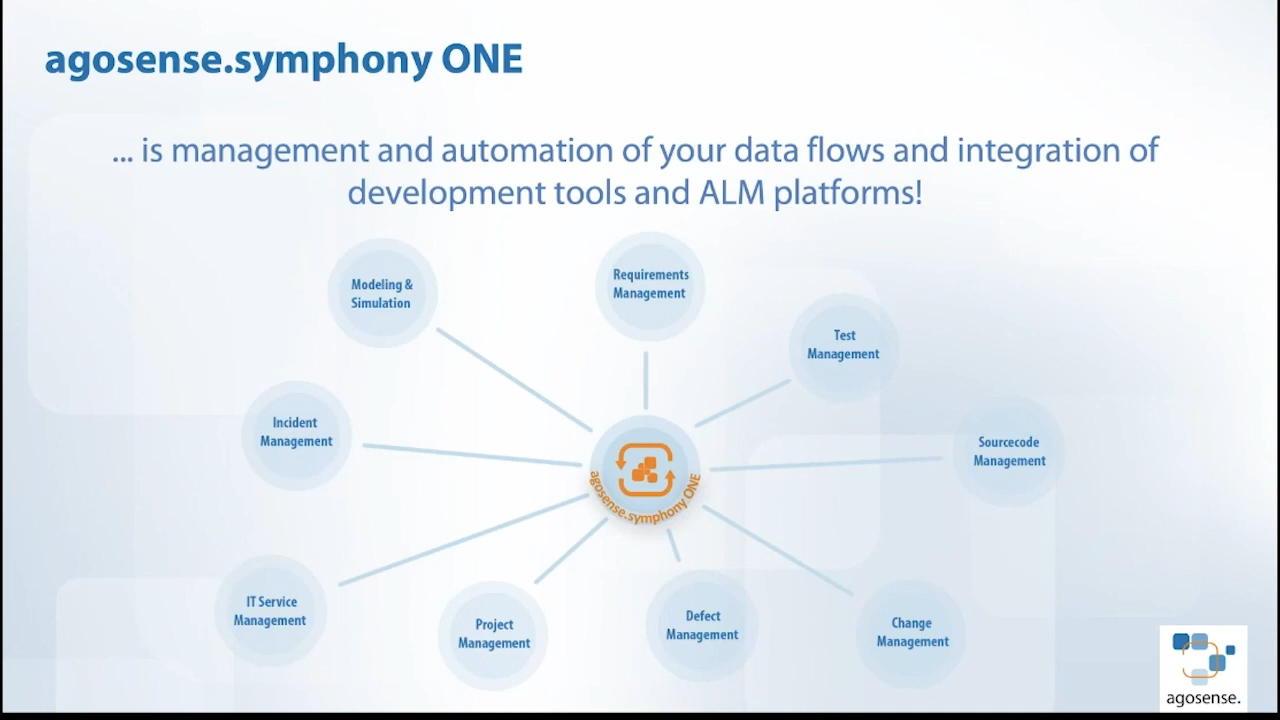 agosense.symphony ONE
... is management and automation of your data flows and integration of
development tools and ALM platforms!
Modeling &
Simulation
Requirements
Management
Test
Management
Incident
Management
Sourcecode
Management
agosense.symphony ONE
IT Service
Management
Project
Management
Defect
Management
Change
Management
agosense.